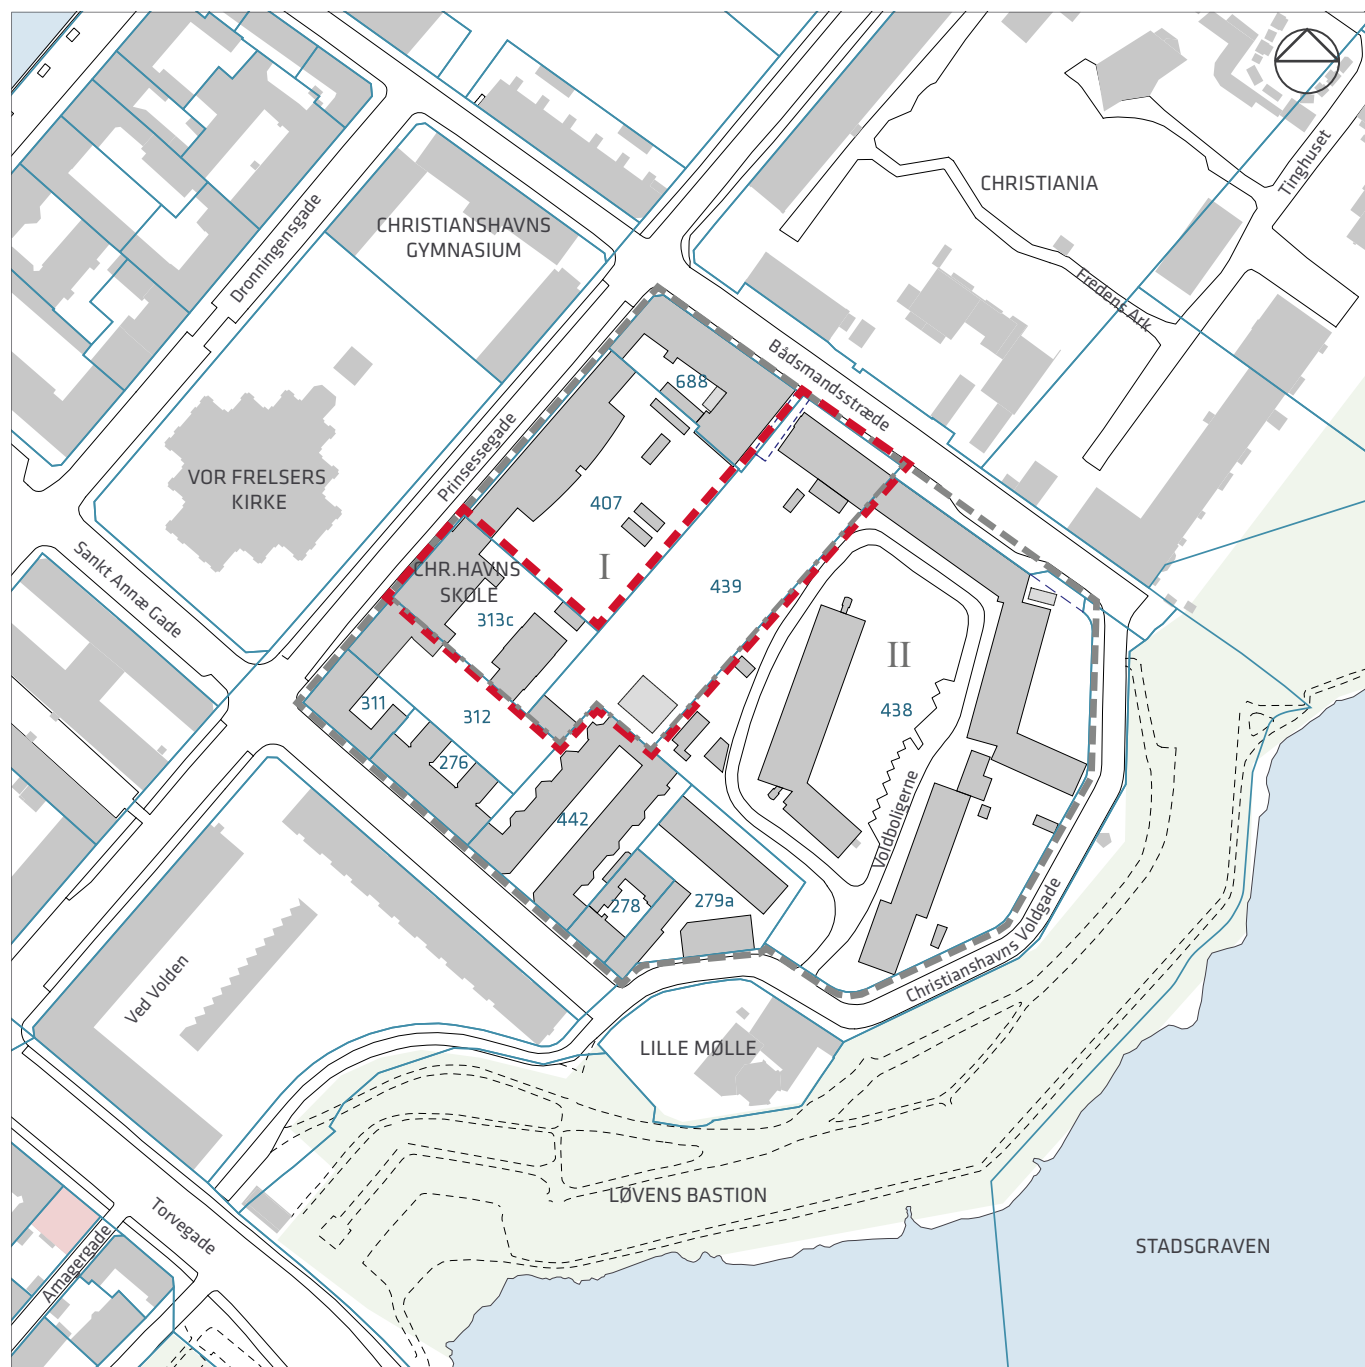 CHRISTIANIA
Tinghuset
CHRISTIANSHAVNS
GYMNASIUM
Dronningensgade
Fredens Ark
Bådsmandsstræde
688
Prinsessegade
VOR FRELSERS
KIRKE
407
I
CHR.HAVNS
SKOLE
439
Sankt Annæ Gade
313c
II
438
311
312
276
442
Voldboligerne
278
279a
Christianshavns Voldgade
Ved Volden
LILLE MØLLE
LØVENS BASTION
Torvegade
STADSGRAVEN
Amagergade